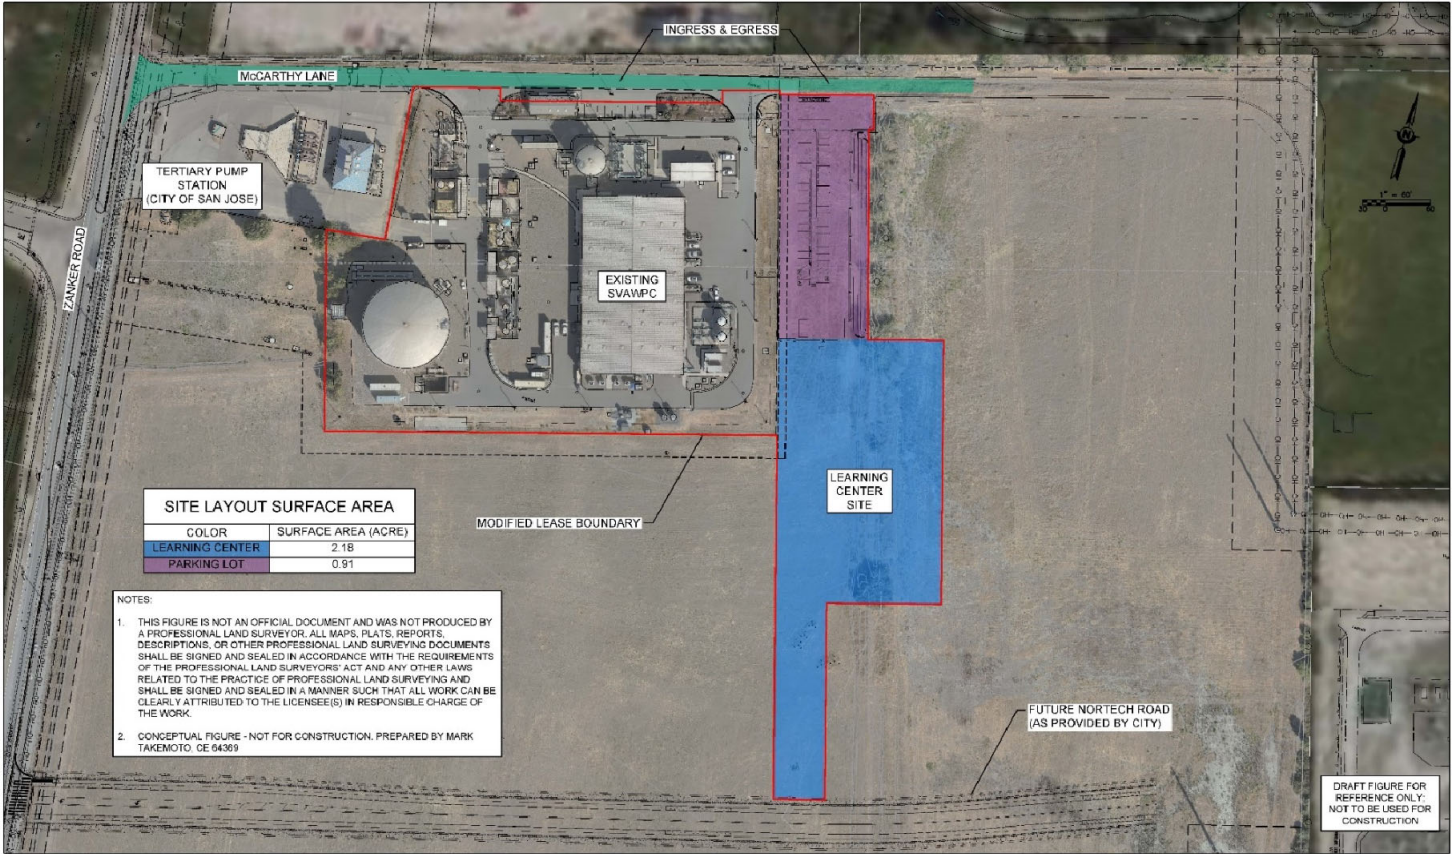 INGRESS & EGRESS
McCARTHY LANE
TERTIARY PUMP
STATION
(CITY OF SAN JOSE)
ZANKER ROAD
EXISTING
SVAWPC
N
1" = 60'
LEARNING
CENTER
SITE
MODIFIED LEASE BOUNDARY
SITE LAYOUT SURFACE AREA
COLOR SURFACE AREA (ACRE)
LEARNING CENTER 2.18
PARKING LOT 0.91
NOTES:
1. THIS FIGURE IS NOT AN OFFICIAL DOCUMENT AND WAS NOT PRODUCED BY
A PROFESSIONAL LAND SURVEYOR. ALL MAPS, PLATS, REPORTS,
DESCRIPTIONS, OR OTHER PROFESSIONAL LAND SURVEYING DOCUMENTS
SHALL BE SIGNED AND SEALED IN ACCORDANCE WITH THE REQUIREMENTS
OF THE PROFESSIONAL LAND SURVEYORS' ACT AND ANY OTHER LAWS
RELATED TO THE PRACTICE OF PROFESSIONAL LAND SURVEYING AND
SHALL BE SIGNED AND SEALED IN A MANNER SUCH THAT ALL WORK CAN BE
CLEARLY ATTRIBUTED TO THE LICENSEE(S) IN RESPONSIBLE CHARGE OF
THE WORK.
2. CONCEPTUAL FIGURE - NOT FOR CONSTRUCTION. PREPARED BY MARK
TAKEMOTO, CE 64369
FUTURE NORTECH ROAD
(AS PROVIDED BY CITY)
DRAFT FIGURE FOR
REFERENCE ONLY;
NOT TO BE USED FOR
CONSTRUCTION